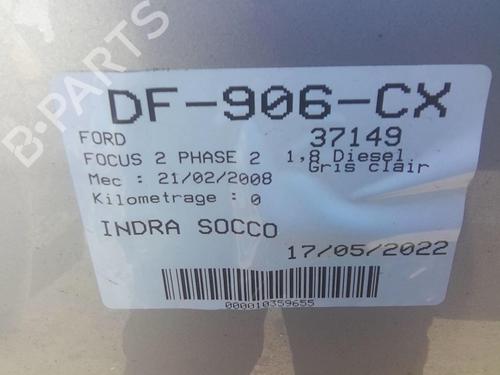 B-PARTS
DF-906-CX
FORD 37149
FOCUS 2 PHASE 2 1,8 Diesel
Gris clair
Mec : 21/02/2008
Kilometrage : 0
INDRA SOCCO
17/05/2022
000010359655